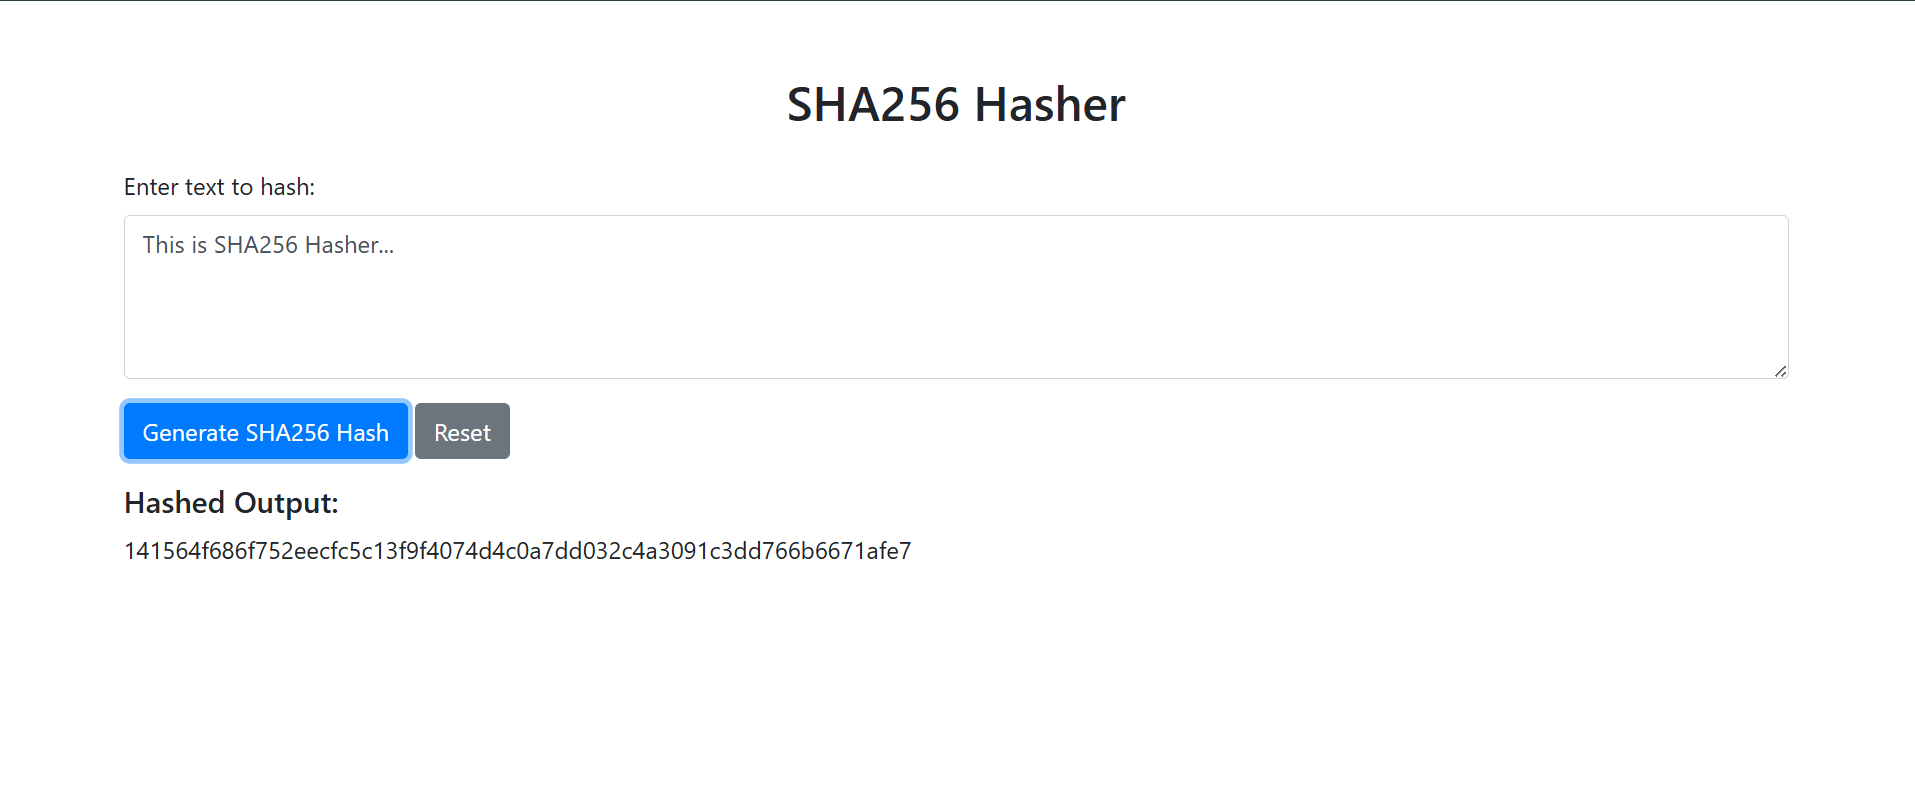 SHA256 Hasher
Enter text to hash:
This is SHA256 Hasher...
Generate SHA256 Hash
Reset
Hashed Output:
141564f686f752eecfc5c13f9f4074d4c0a7dd032c4a3091c3dd766b6671afe7